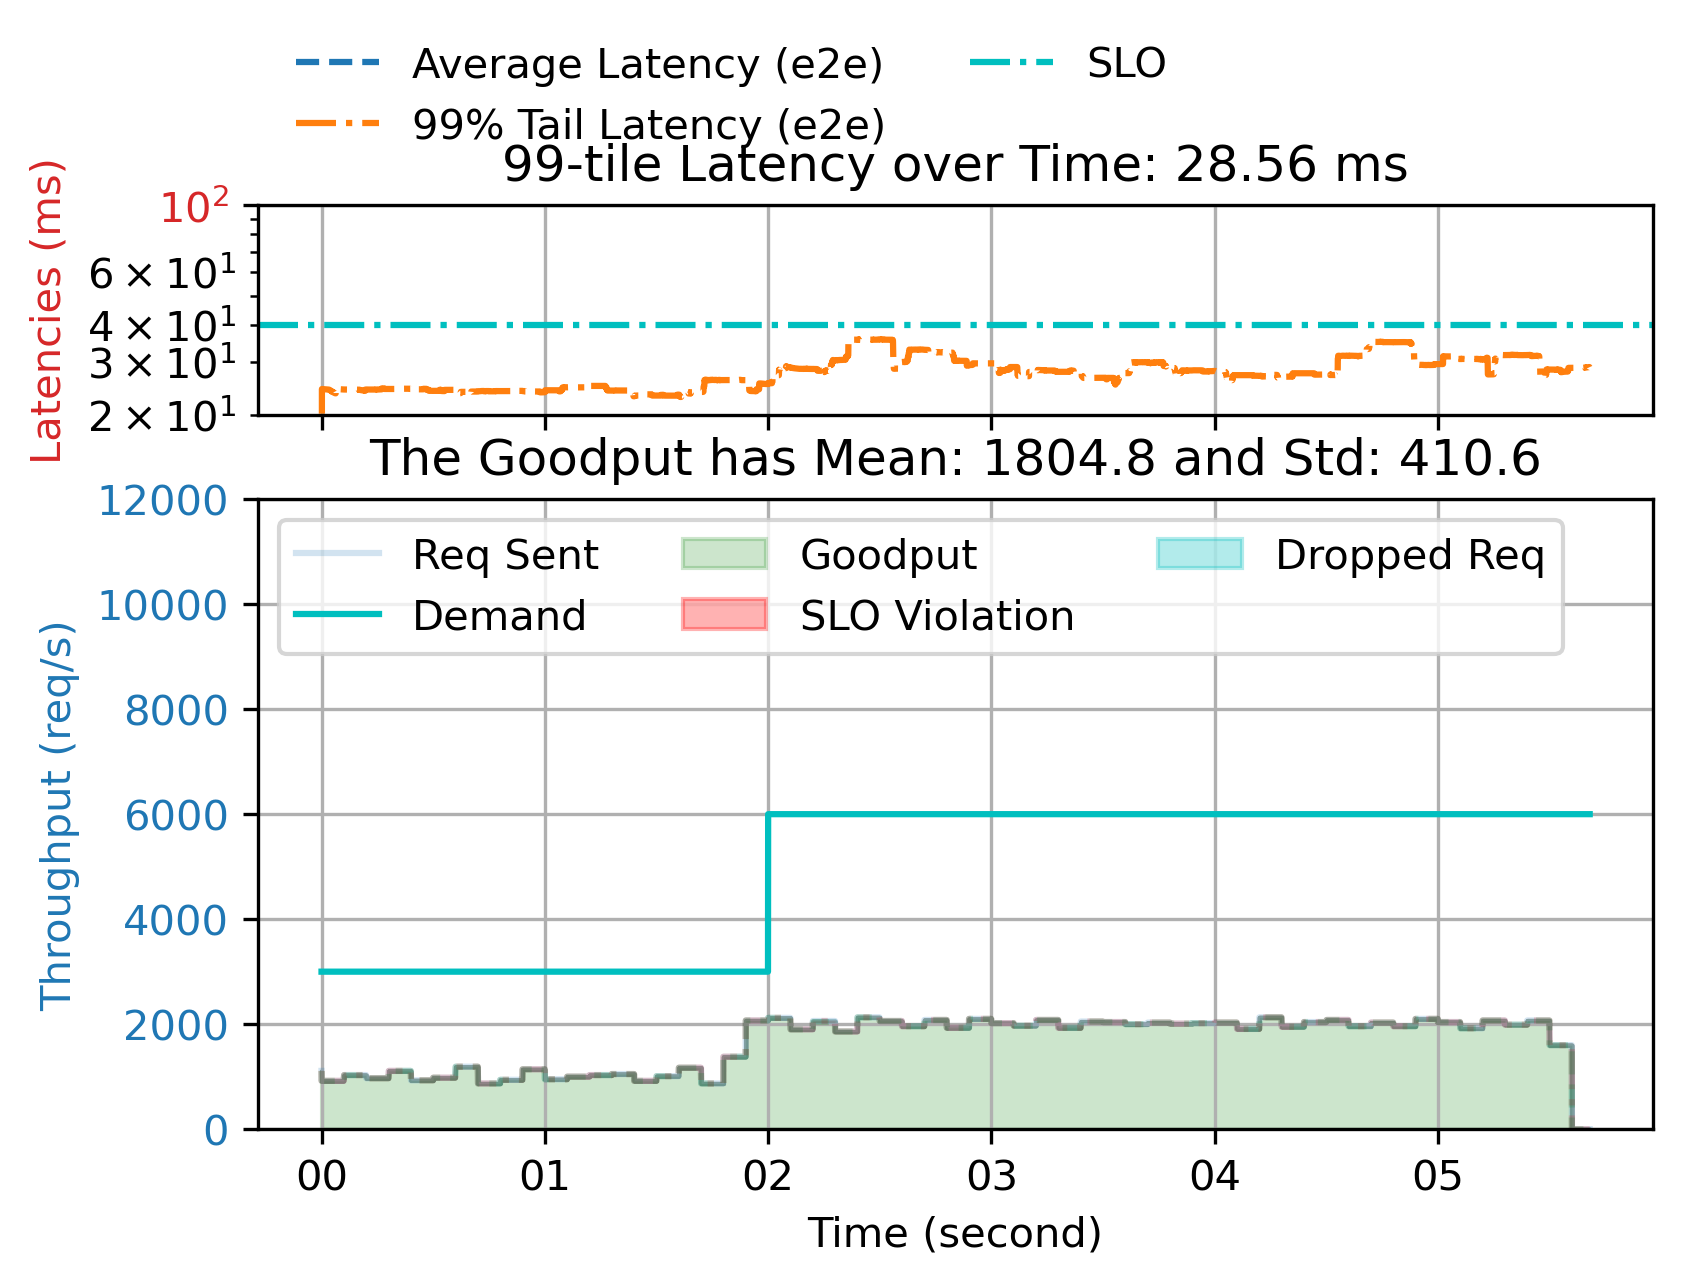 Average Latency (e2e) SLO
99% Tail Latency (e2e)
99-tile Latency over Time: 28.56 ms
Latencies (ms)
10²
6 × 10¹
4 × 10¹
3 × 10¹
2 × 10¹
The Goodput has Mean: 1804.8 and Std: 410.6
Throughput (req/s)
12000
10000
8000
6000
4000
2000
0
Req Sent Goodput Dropped Req
Demand SLO Violation
00 01 02 03 04 05
Time (second)